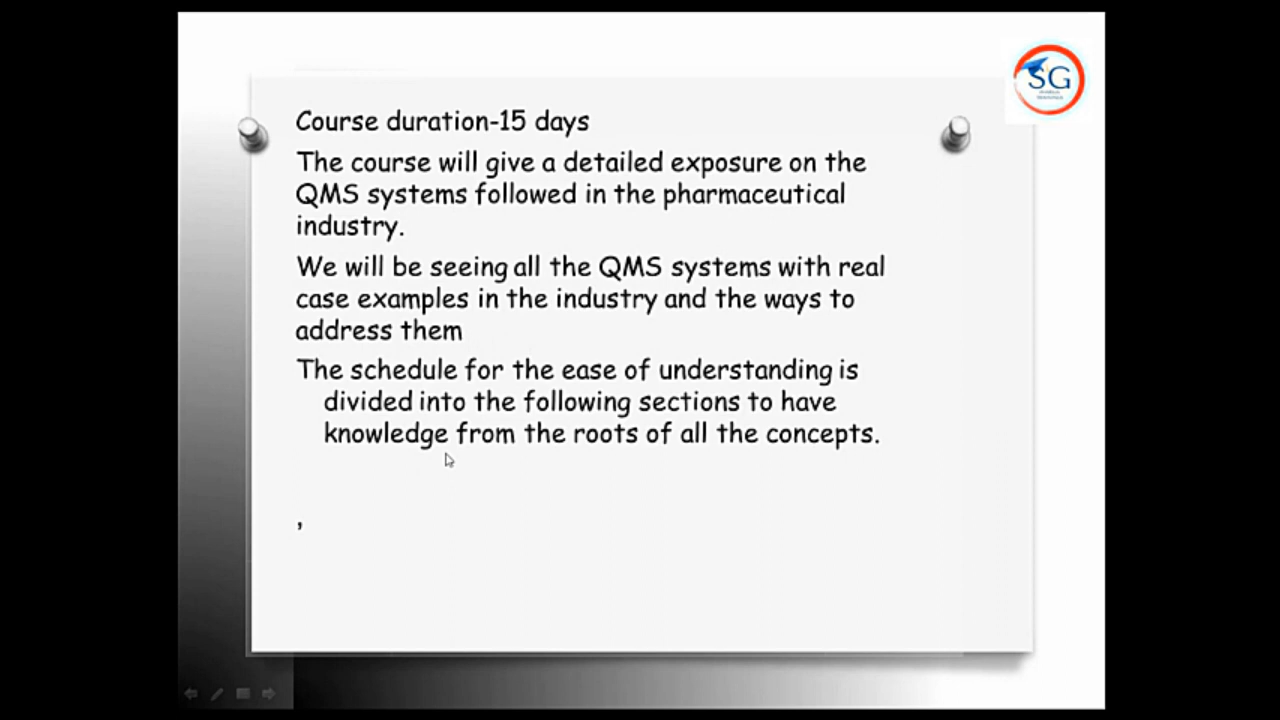 SG
Course duration-15 days
The course will give a detailed exposure on the
QMS systems followed in the pharmaceutical
industry.
We will be seeing all the QMS systems with real
case examples in the industry and the ways to
address them
The schedule for the ease of understanding is
divided into the following sections to have
knowledge from the roots of all the concepts.
,